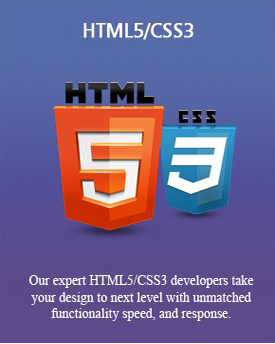 HTML5/CSS3
HTML
CSS
5
3
Our expert HTML5/CSS3 developers take
your design to next level with unmatched
functionality speed, and response.